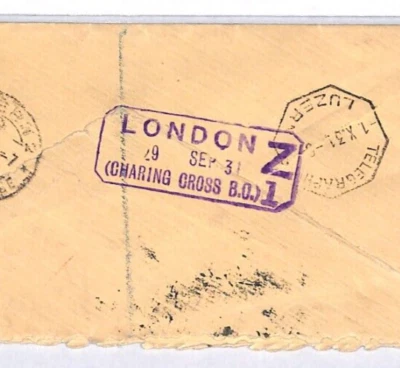 LONDON
29 SEP 31
(CHARING CROSS B.O.)
Z
1
TELEGRAPH
-1.X.31
LUZERN